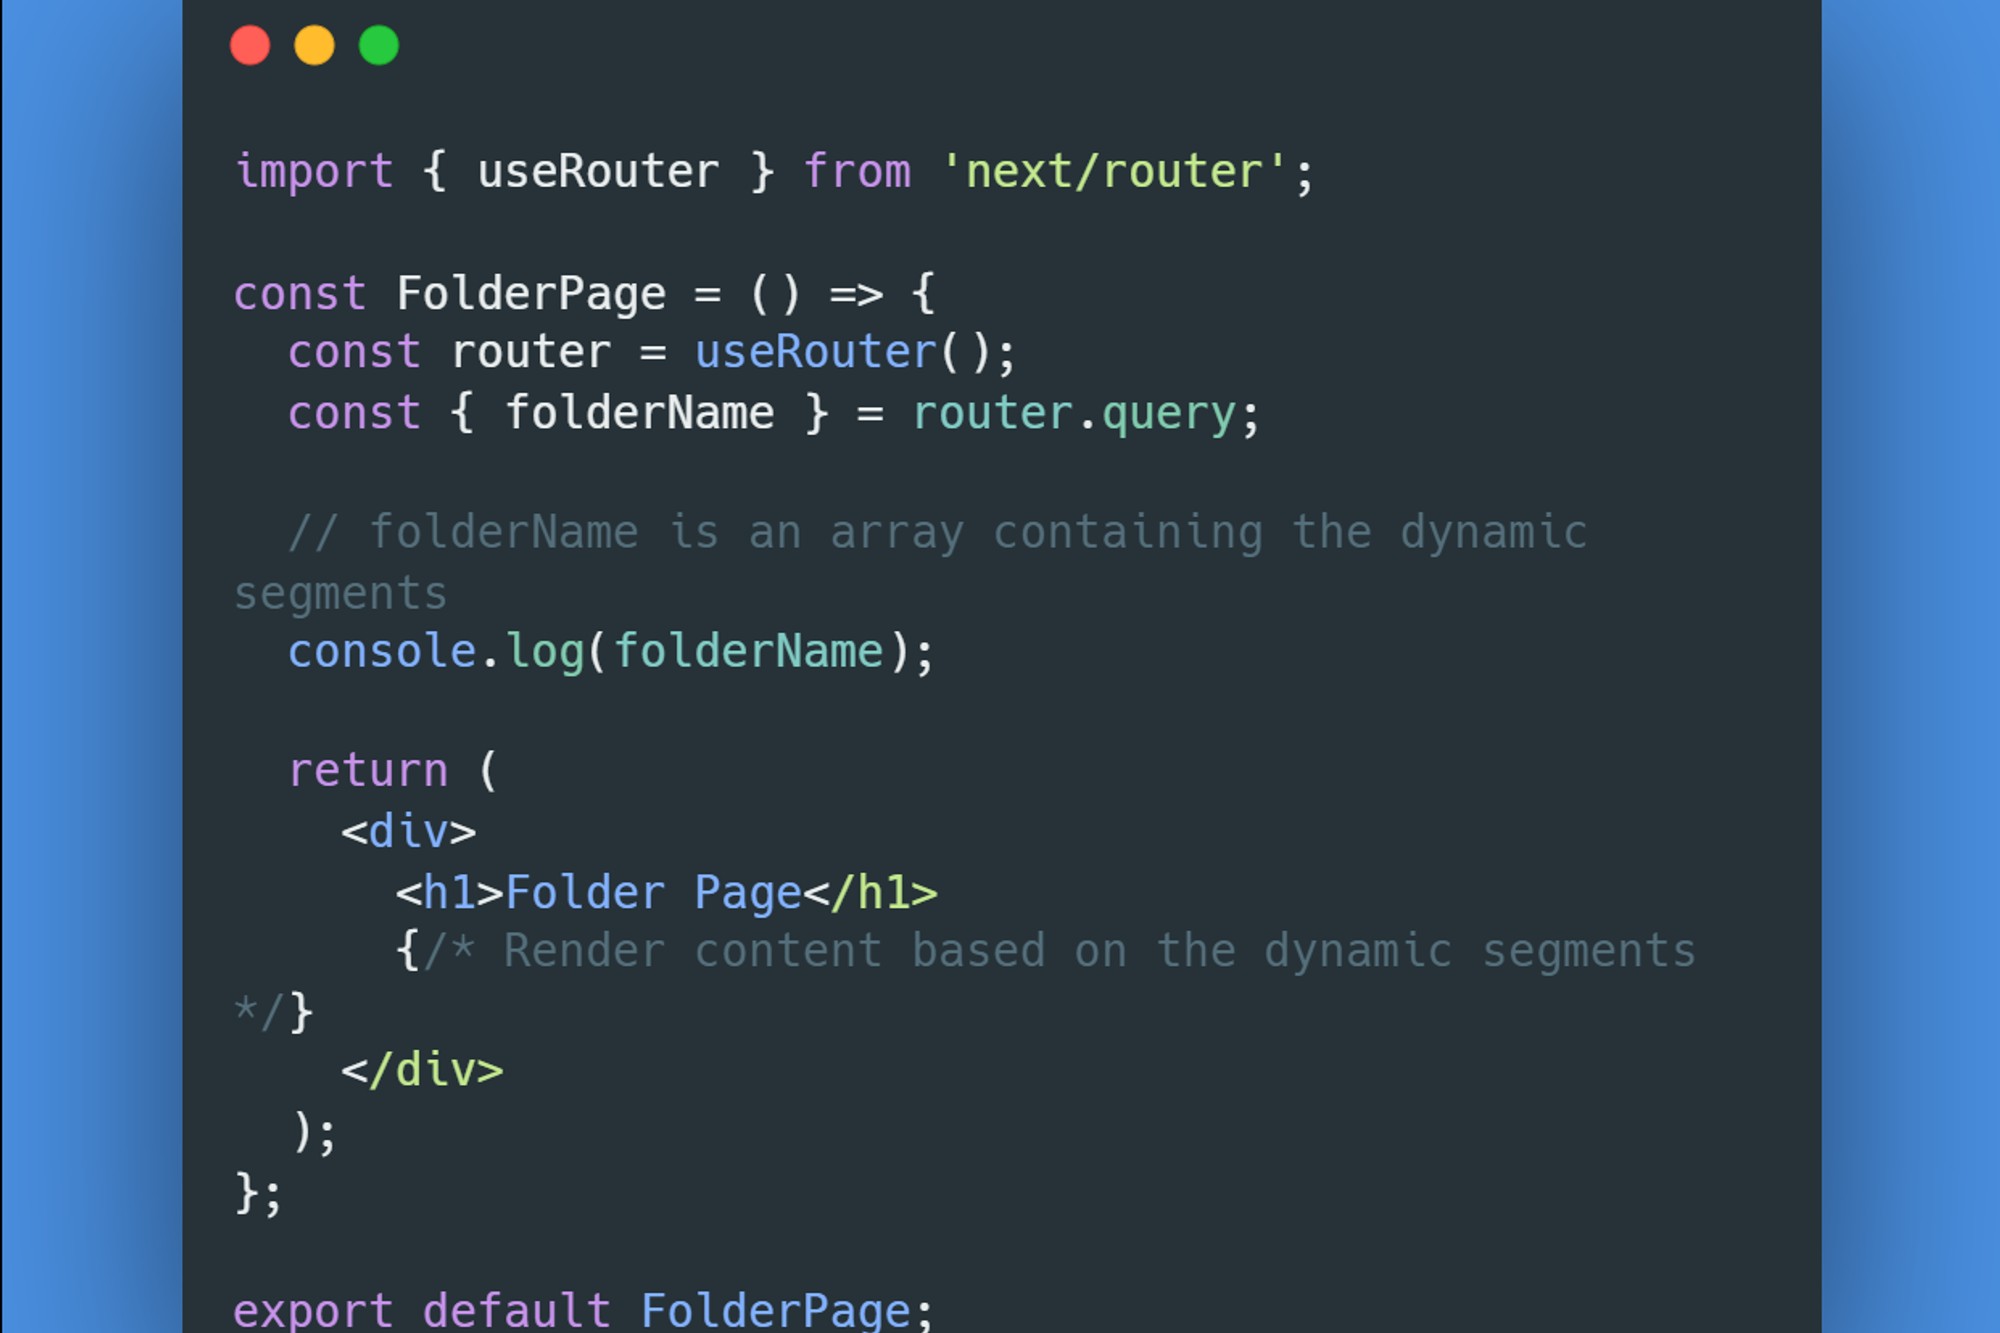 import { useRouter } from 'next/router';
const FolderPage = () => {
const router = useRouter();
const { folderName } = router.query;
// folderName is an array containing the dynamic
segments
console.log(folderName);
return (
<div>
<h1>Folder Page</h1>
{/* Render content based on the dynamic segments
*/}
</div>
);
};
export default FolderPage;